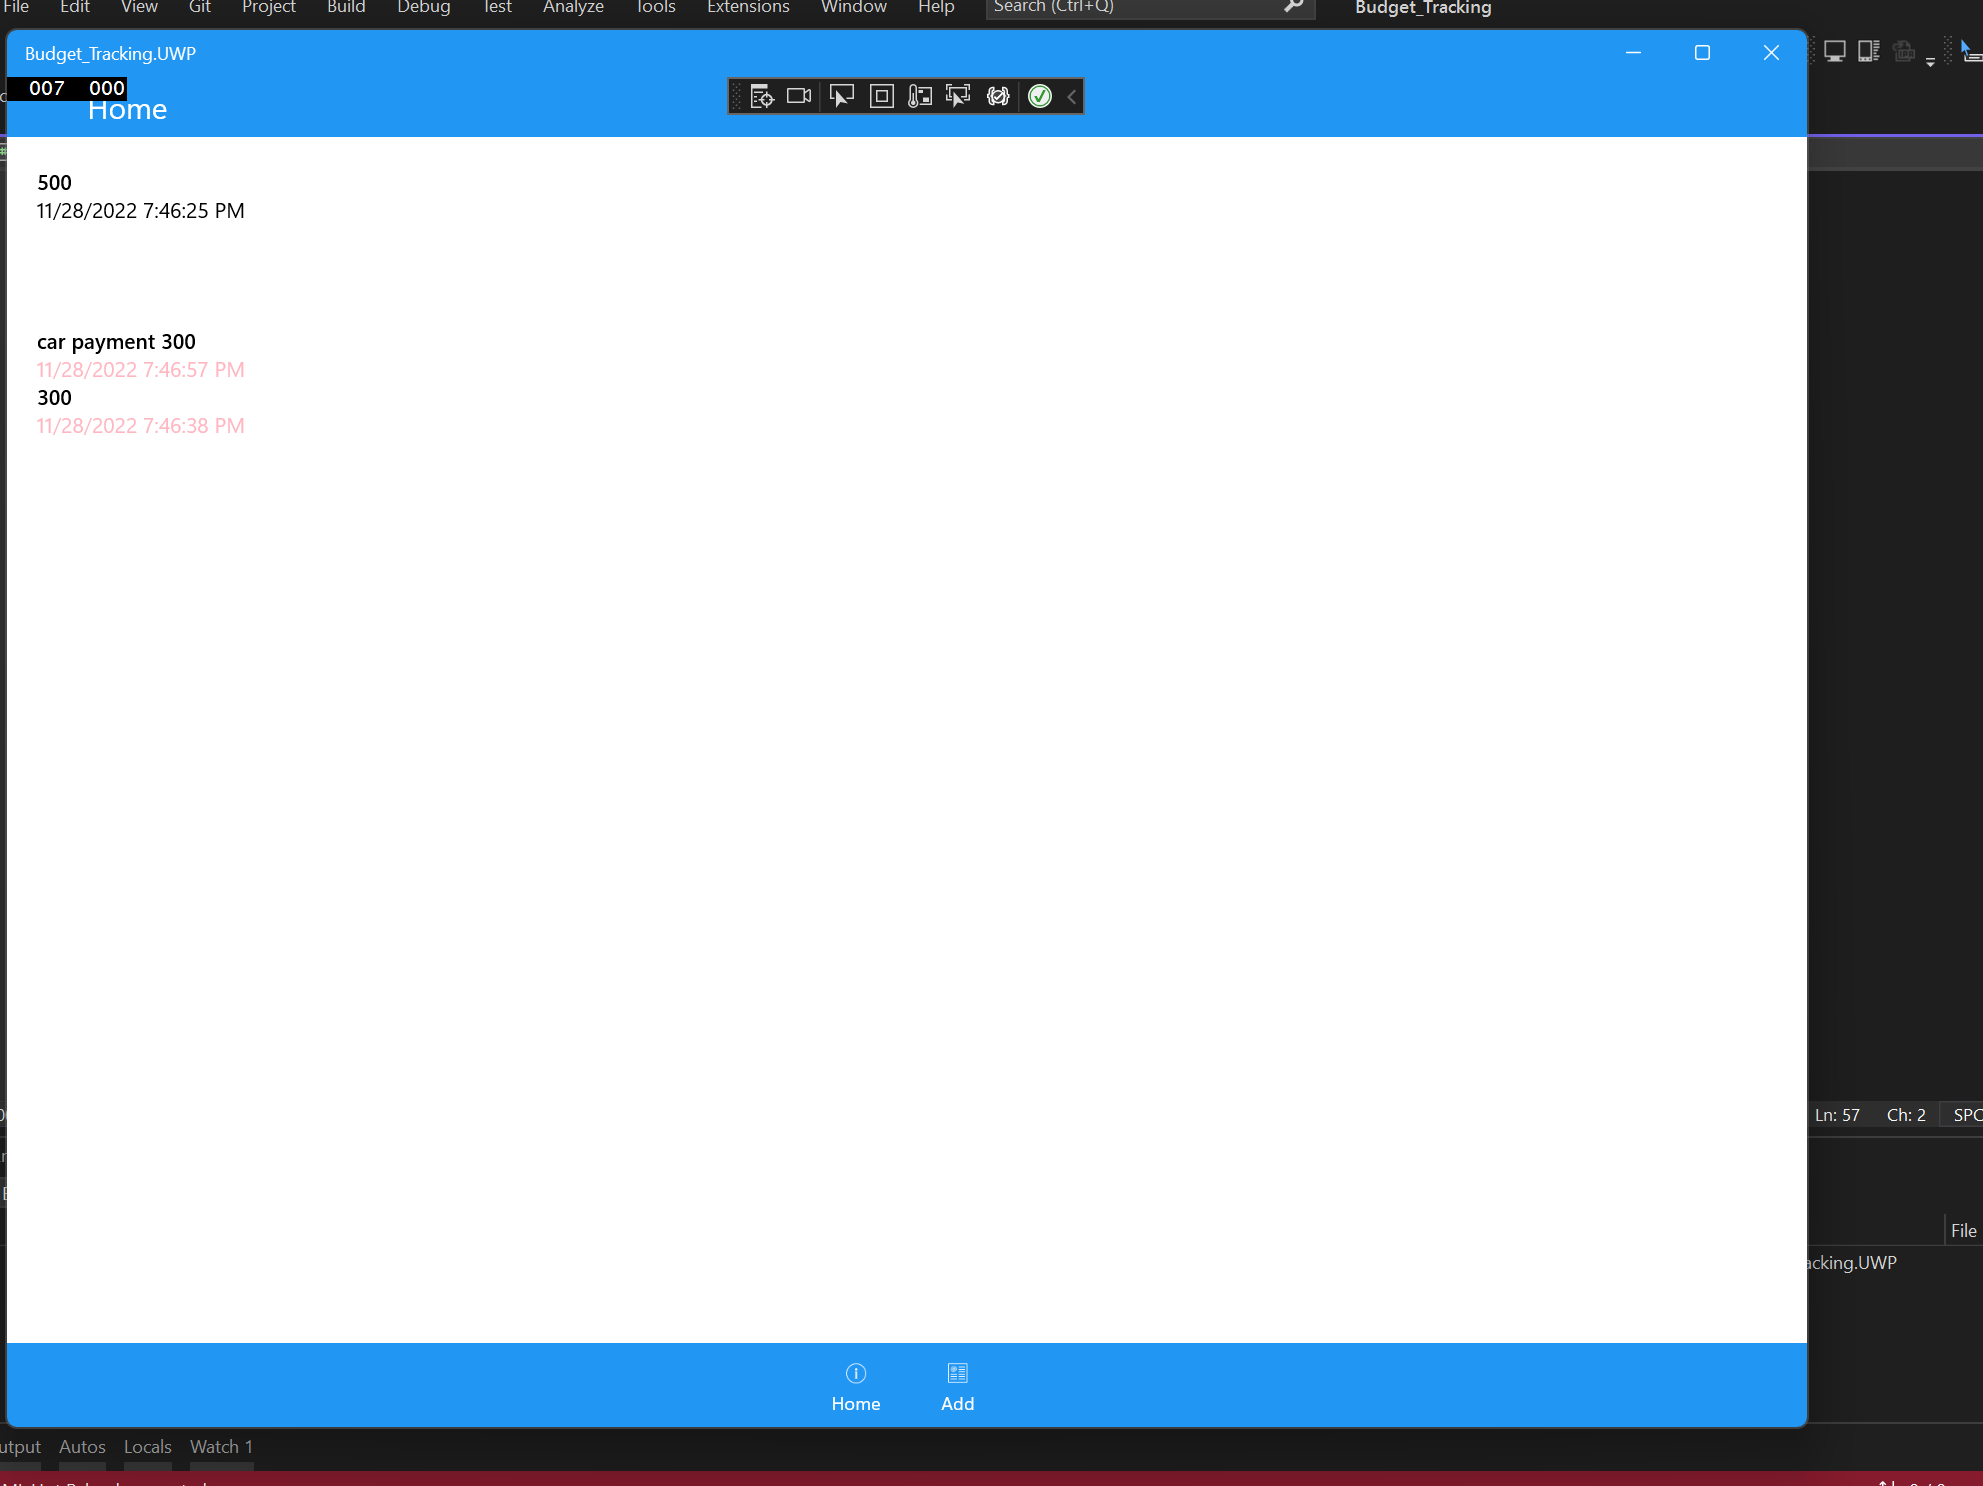 File Edit View Git Project Build Debug Test Analyze Tools Extensions Window Help Search (Ctrl+Q) Budget_Tracking
Budget_Tracking.UWP
007 000
Home
500
11/28/2022 7:46:25 PM
car payment 300
11/28/2022 7:46:57 PM
300
11/28/2022 7:46:38 PM
Ln: 57 Ch: 2 SPC
File
acking.UWP
Home Add
utput Autos Locals Watch 1